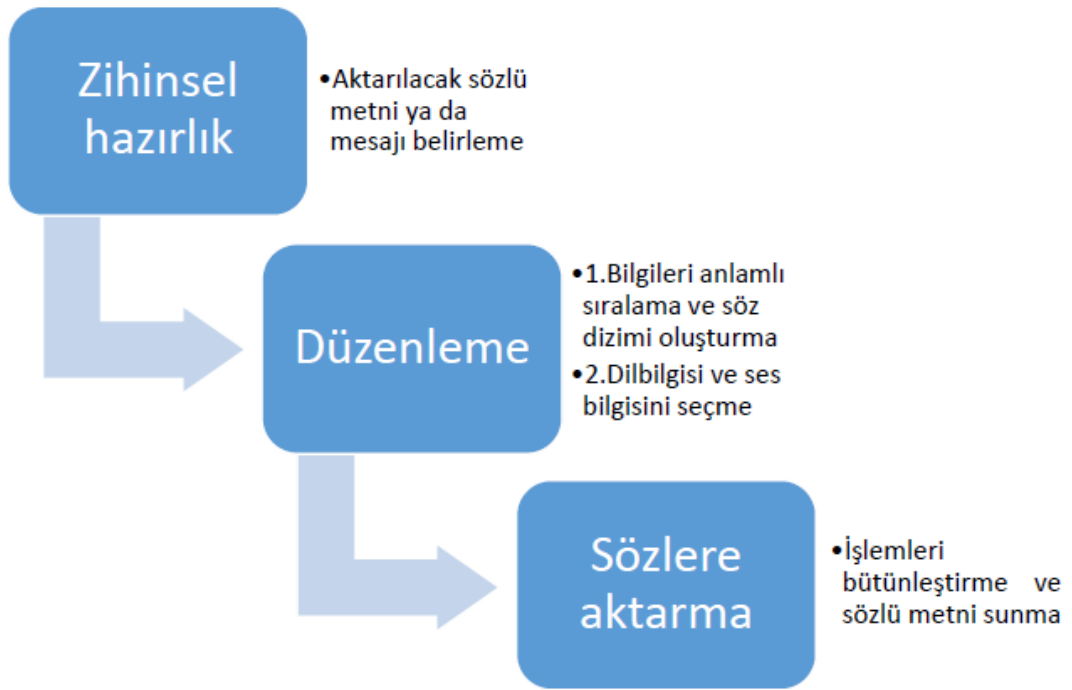 Zihinsel
hazırlık
•Aktarılacak sözlü
metni ya da
mesajı belirleme
Düzenleme
•1.Bilgileri anlamlı
sıralama ve söz
dizimi oluşturma
•2.Dilbilgisi ve ses
bilgisini seçme
Sözlere
aktarma
•İşlemleri
bütünleştirme ve
sözlü metni sunma